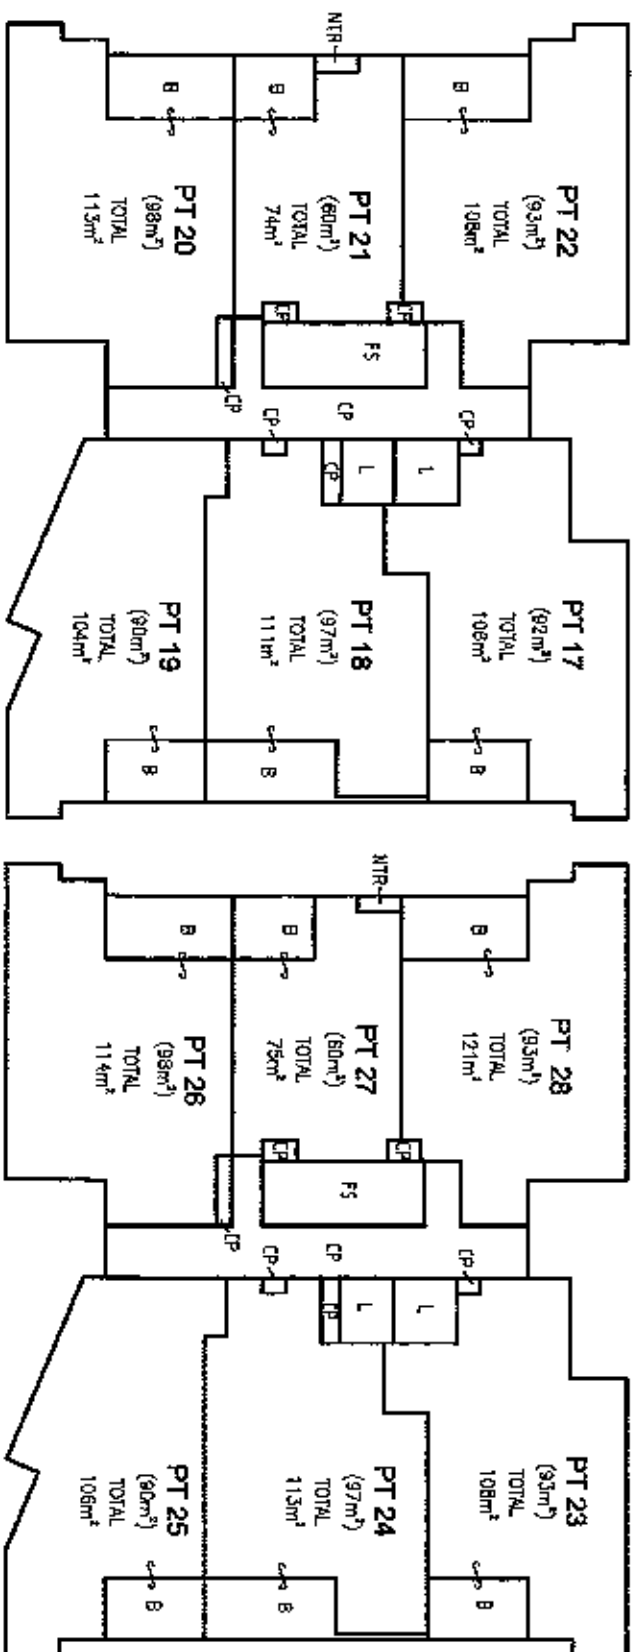 NTR
B
B
B
PT 20
(98m²)
TOTAL
113m²
PT 21
(60m²)
TOTAL
74m²
PT 22
(93m²)
TOTAL
CP
CP
FS
CP
CP
CP
CP
CP
L
L
PT 19
(90m²)
TOTAL
104m²
PT 18
(97m²)
TOTAL
111m²
PT 17
(92m²)
TOTAL
B
B
B
NTR
B
B
B
PT 26
(98m²)
TOTAL
114m²
PT 27
(60m²)
TOTAL
75m²
PT 28
(93m²)
TOTAL
121m²
CP
CP
FS
CP
CP
CP
CP
CP
L
L
PT 25
(90m²)
TOTAL
106m²
PT 24
(97m²)
TOTAL
113m²
PT 23
(93m²)
TOTAL
108m²
B
B
B